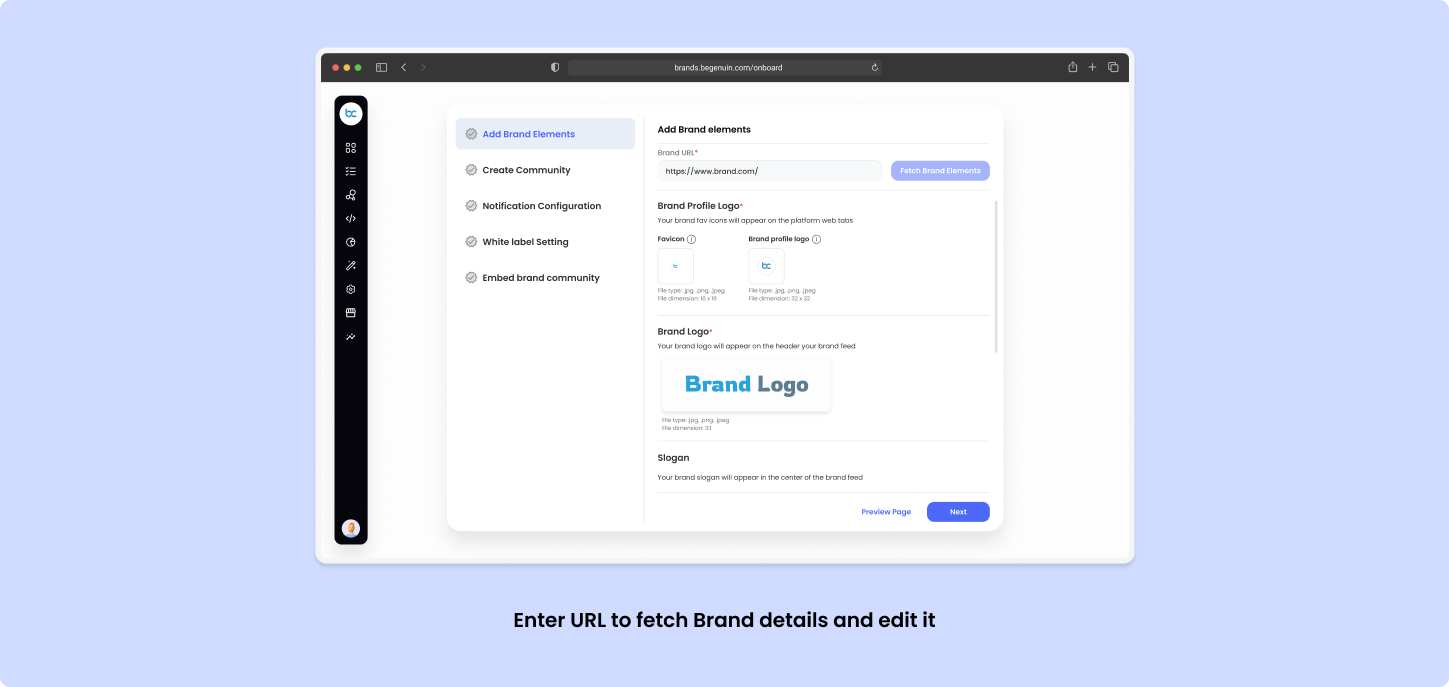 brands.begenuin.com/onboard
bc
Add Brand Elements
Create Community
Notification Configuration
White label Setting
Embed brand community
Add Brand elements
Brand URL*
https://www.brand.com/
Fetch Brand Elements
Brand Profile Logo*
Your brand fav icons will appear on the platform web tabs
Favicon
Brand profile logo
bc
bc
File type: .jpg, .png, .jpeg
File dimension: 16 x 16
File type: .jpg, .png, .jpeg
File dimension: 32 x 32
Brand Logo*
Your brand logo will appear on the header your brand feed
Brand Logo
File type: .jpg, .png, .jpeg
File dimension: 3:1
Slogan
Your brand slogan will appear in the center of the brand feed
Preview Page
Next
Enter URL to fetch Brand details and edit it